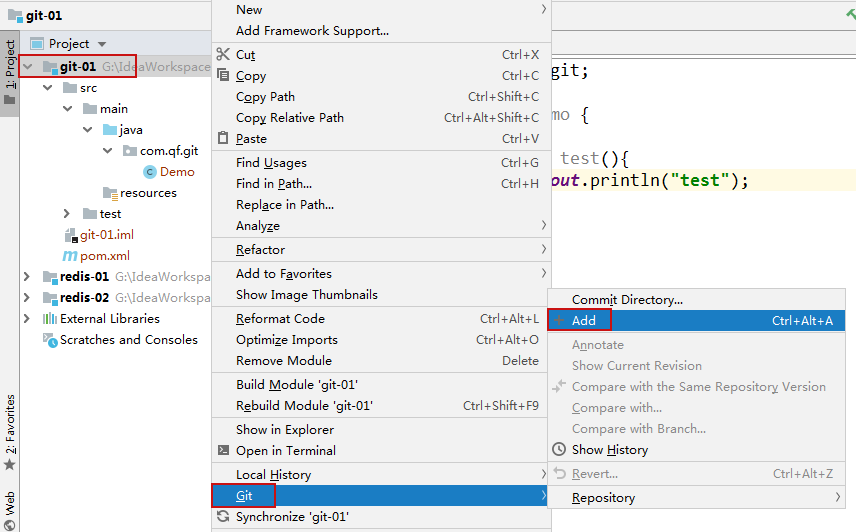 git-01
Project
1: Project
git-01 G:\IdeaWorkspace
src
main
java
com.qf.git
Demo
resources
test
git-01.iml
pom.xml
redis-01 G:\IdeaWorkspa
redis-02 G:\IdeaWorkspa
External Libraries
Scratches and Consoles
2: Favorites
Web
New
Add Framework Support...
Cut Ctrl+X
Copy Ctrl+C
Copy Path Ctrl+Shift+C
Copy Relative Path Ctrl+Alt+Shift+C
Paste Ctrl+V
Find Usages Ctrl+G
Find in Path... Ctrl+H
Replace in Path...
Analyze
Refactor
Add to Favorites
Show Image Thumbnails
Reformat Code Ctrl+Alt+L
Optimize Imports Ctrl+Alt+O
Remove Module Delete
Build Module 'git-01'
Rebuild Module 'git-01' Ctrl+Shift+F9
Show in Explorer
Open in Terminal
Local History
Git
Synchronize 'git-01'
git;
mo {
test(){
out.println("test");
Commit Directory...
Add Ctrl+Alt+A
Annotate
Show Current Revision
Compare with the Same Repository Version
Compare with...
Compare with Branch...
Show History
Revert... Ctrl+Alt+Z
Repository